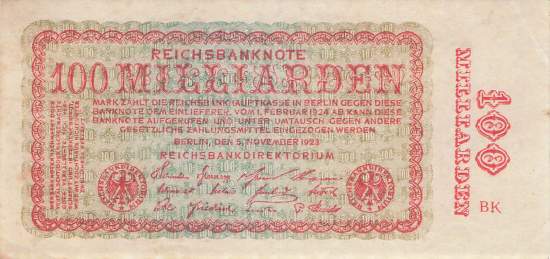 REICHSBANKNOTE
100 MILLIARDEN
MARK ZAHLT DIE REICHSBANKHAUPTKASSE IN BERLIN GEGEN DIESE
BANKNOTE DEM EINLIEFERER. VOM 1. FEBRUAR 1924 AB KANN DIESE
BANKNOTE AUFGERUFEN UND UNTER UMTAUSCH GEGEN ANDERE
GESETZLICHE ZAHLUNGSMITTEL EINGEZOGEN WERDEN
BERLIN, DEN 5. NOVEMBER 1923
REICHSBANKDIREKTORIUM
100
MILLIARDEN
BK